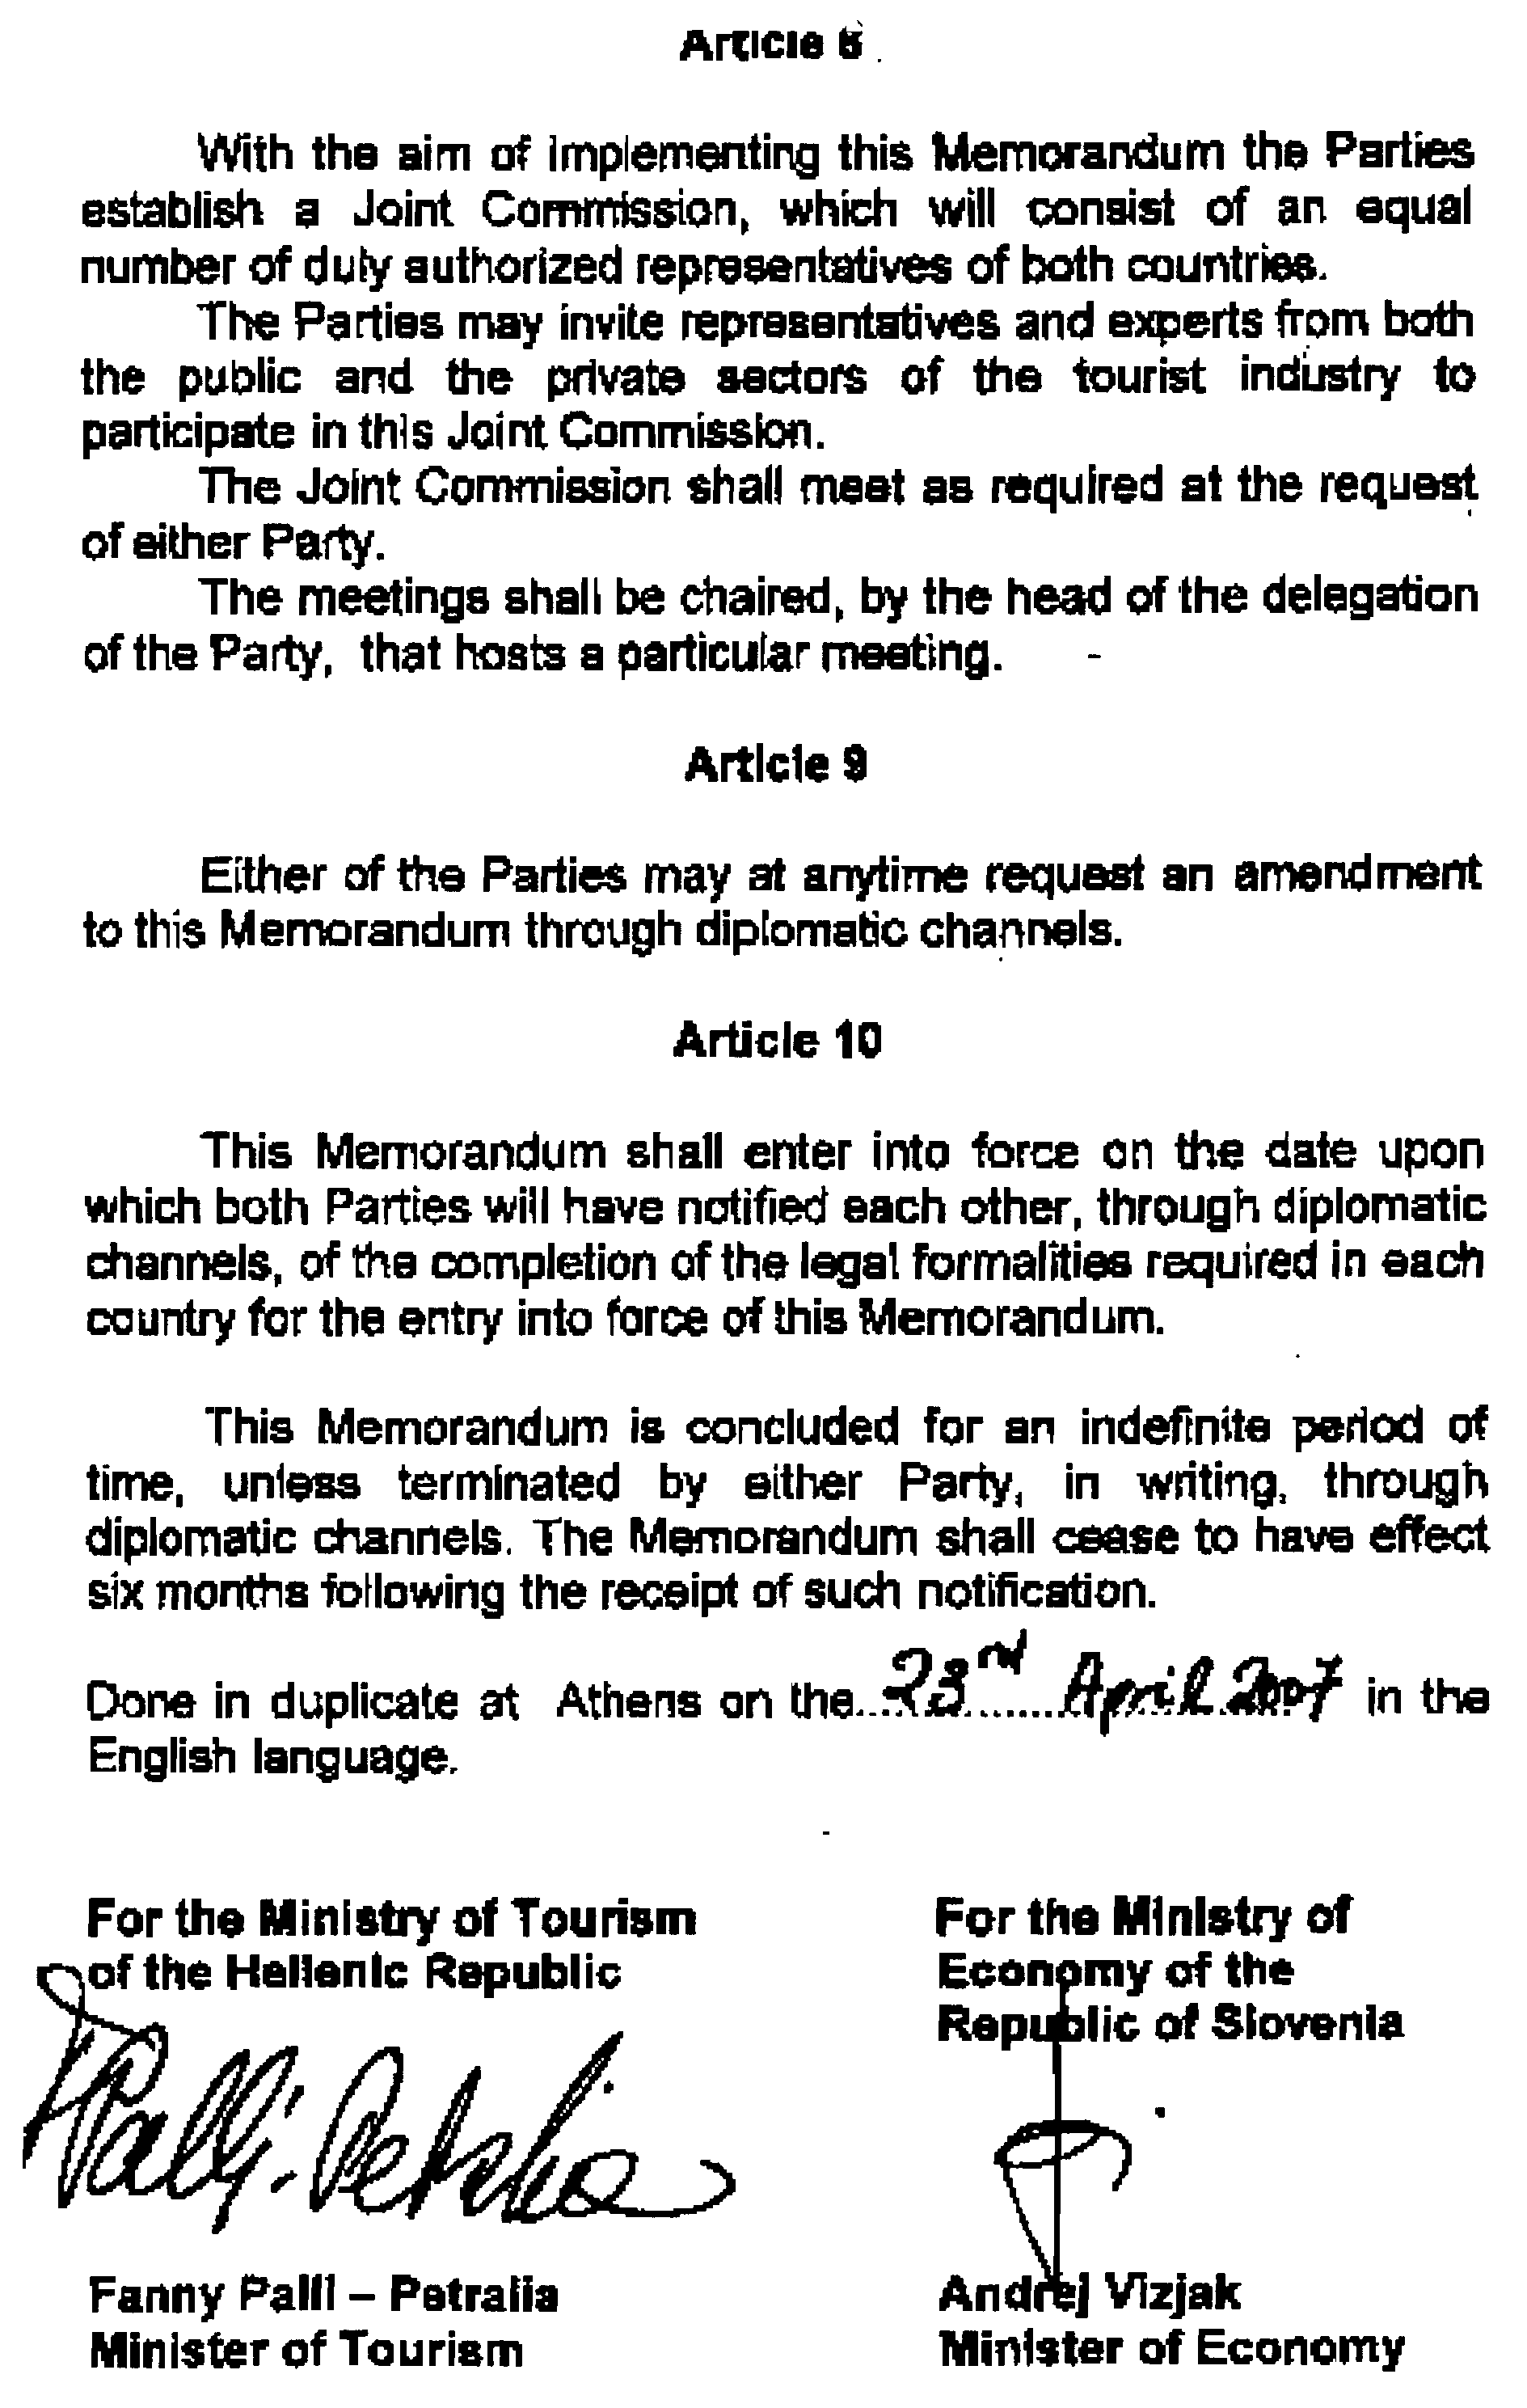 Article 8
With the aim of implementing this Memorandum the Parties
establish a Joint Commission, which will consist of an equal
number of duly authorized representatives of both countries.
The Parties may invite representatives and experts from both
the public and the private sectors of the tourist industry to
participate in this Joint Commission.
The Joint Commission shall meet as required at the request
of either Party.
The meetings shall be chaired, by the head of the delegation
of the Party, that hosts a particular meeting.
Article 9
Either of the Parties may at anytime request an amendment
to this Memorandum through diplomatic channels.
Article 10
This Memorandum shall enter into force on the date upon
which both Parties will have notified each other, through diplomatic
channels, of the completion of the legal formalities required in each
country for the entry into force of this Memorandum.
This Memorandum is concluded for an indefinite period of
time, unless terminated by either Party, in writing, through
diplomatic channels. The Memorandum shall cease to have effect
six months following the receipt of such notification.
Done in duplicate at Athens on the 23rd April 2007 in the
English language.
For the Ministry of Tourism
of the Hellenic Republic
Palli-Petralia
Fanny Palli – Petralia
Minister of Tourism
For the Ministry of
Economy of the
Republic of Slovenia
Andrej Vizjak
Minister of Economy